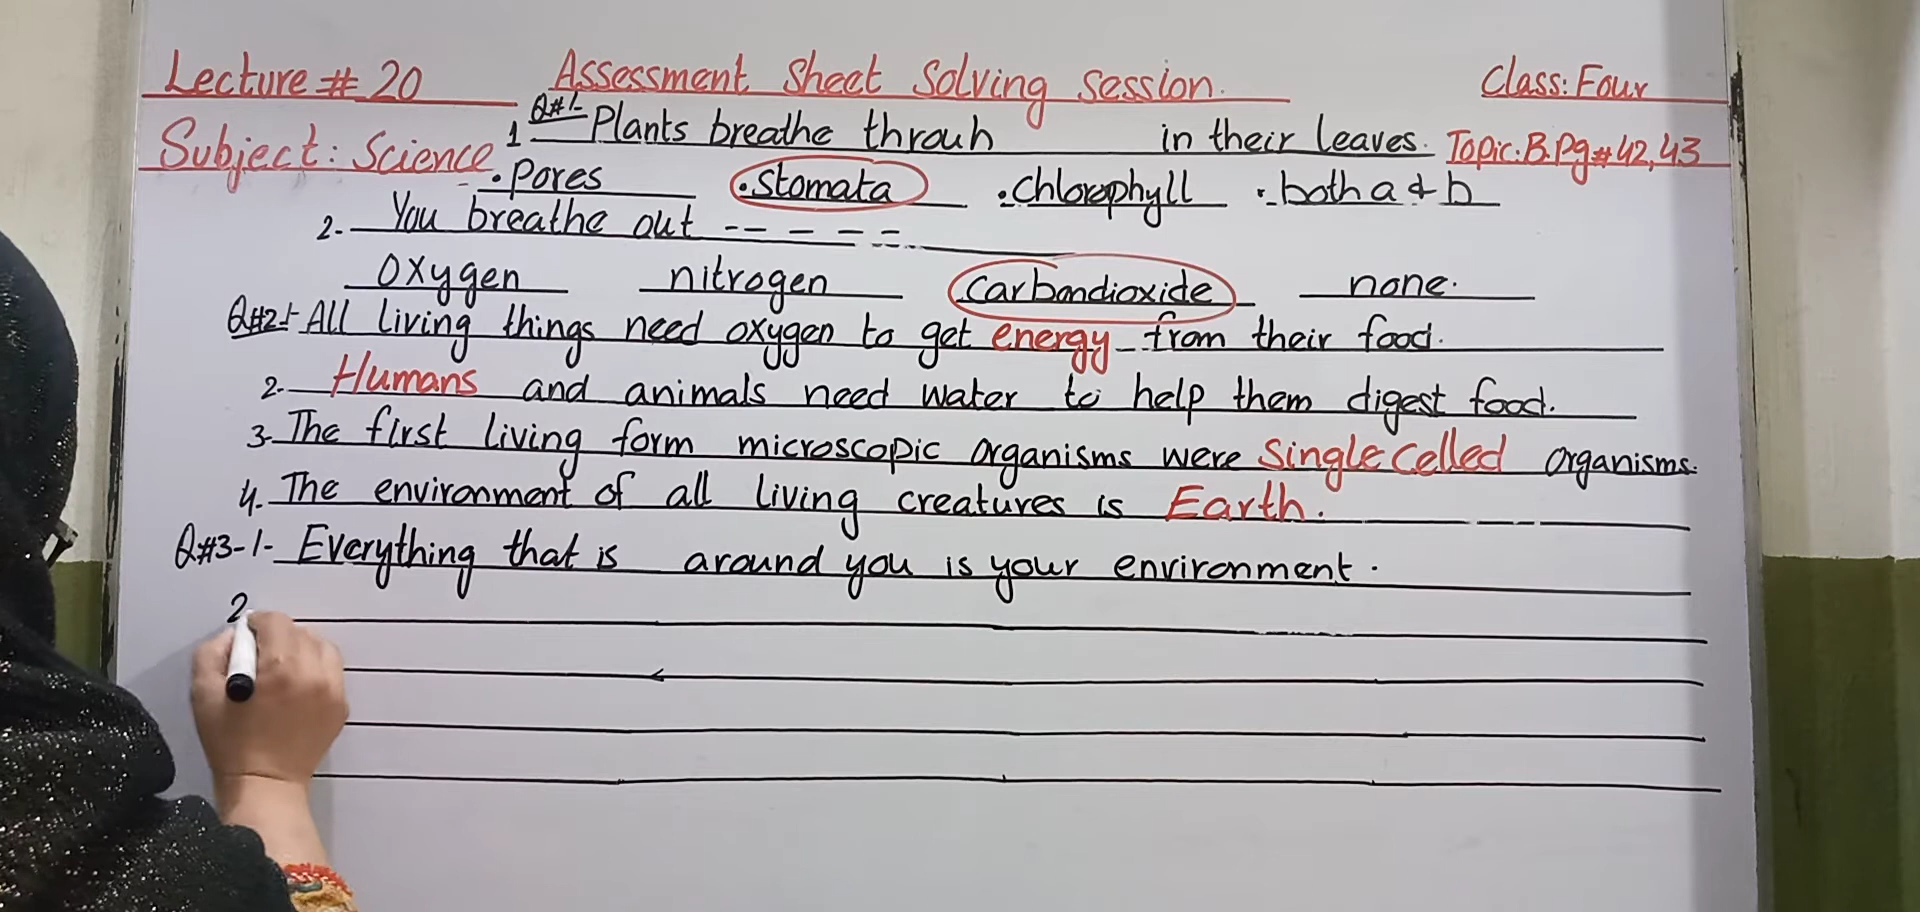 Lecture # 20 Assessment Sheet Solving Session. Class: Four
Subject: Science Topic. B.Pg# 42,43
Q#1-
1 Plants breathe throuh in their leaves.
.Pores .Stomata .Chlorophyll .both a & b
2. You breathe out -- - - -
Oxygen nitrogen Carbondioxide none.
Q#2:- All living things need oxygen to get energy from their food.
2. Humans and animals need water to help them digest food.
3. The first living form microscopic organisms were Single Celled organisms.
4. The environment of all living creatures is Earth.
Q#3-1- Everything that is around you is your environment.
2